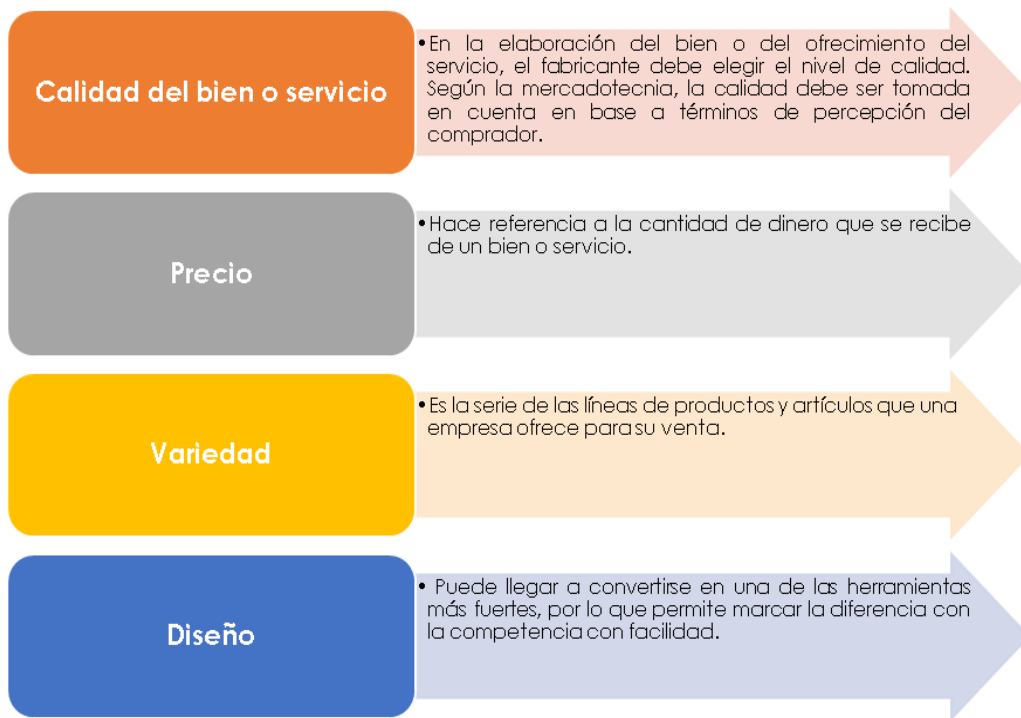 Calidad del bien o servicio
•En la elaboración del bien o del ofrecimiento del
servicio, el fabricante debe elegir el nivel de calidad.
Según la mercadotecnia, la calidad debe ser tomada
en cuenta en base a términos de percepción del
comprador.
Precio
•Hace referencia a la cantidad de dinero que se recibe
de un bien o servicio.
Variedad
•Es la serie de las líneas de productos y artículos que una
empresa ofrece para su venta.
Diseño
• Puede llegar a convertirse en una de las herramientas
más fuertes, por lo que permite marcar la diferencia con
la competencia con facilidad.